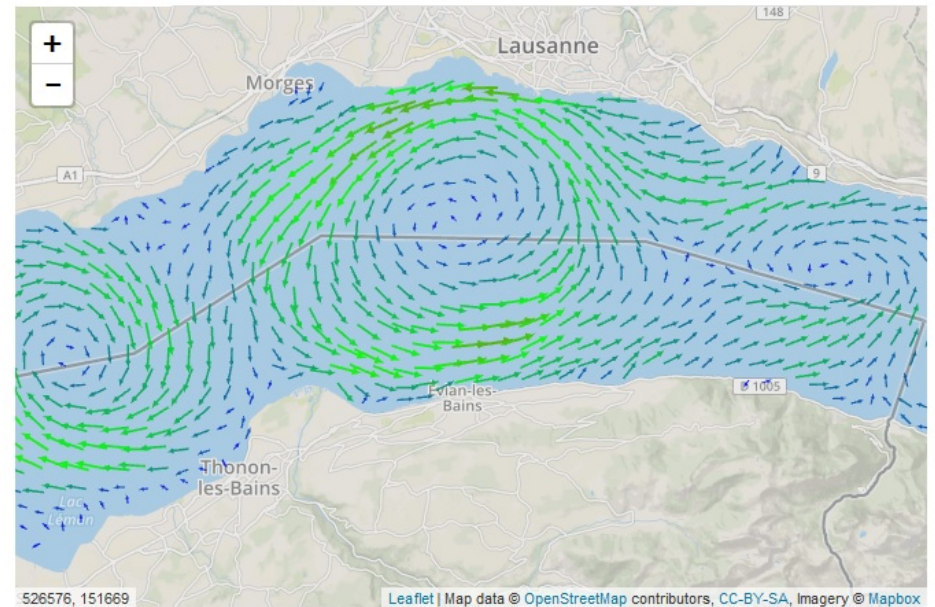 148
+
Lausanne
Morges
−
A1
9
Evian-les-
Bains
D 1005
Thonon-
les-Bains
Lac
Léman
526576, 151669
Leaflet | Map data © OpenStreetMap contributors, CC-BY-SA, Imagery © Mapbox